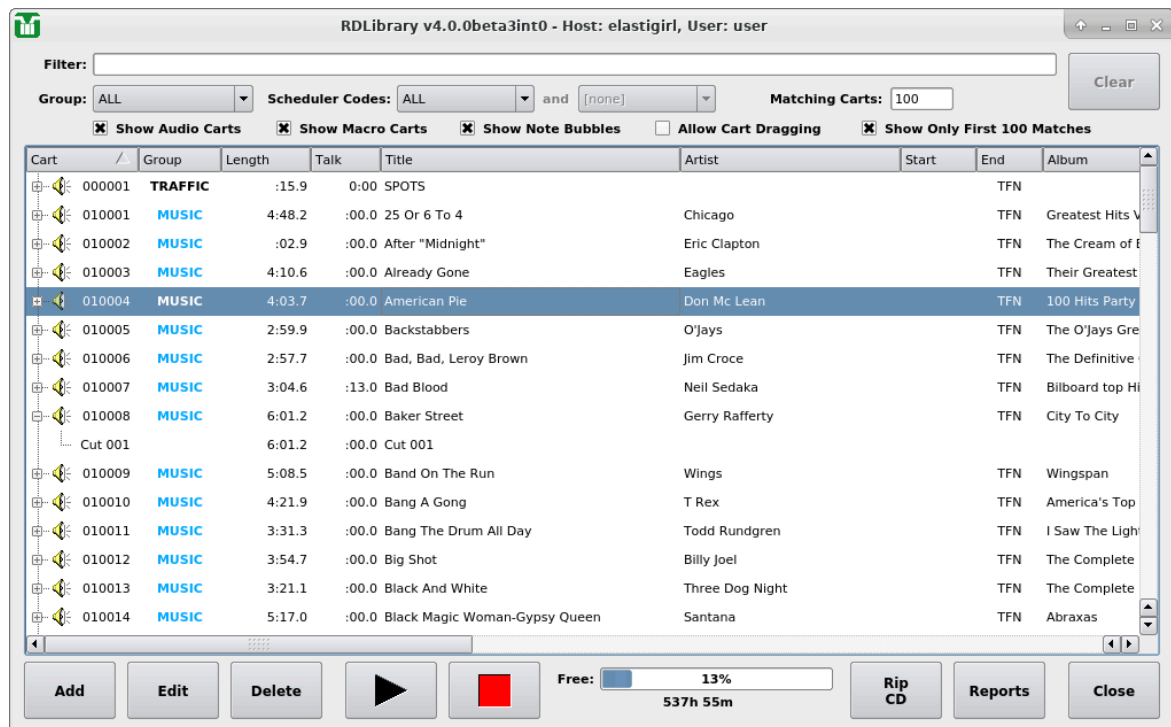 RDLibrary v4.0.0beta3int0 - Host: elastigirl, User: user
Filter:
Clear
Group: ALL Scheduler Codes: ALL and [none] Matching Carts: 100
Show Audio Carts Show Macro Carts Show Note Bubbles Allow Cart Dragging Show Only First 100 Matches
Cart Group Length Talk Title Artist Start End Album
000001 TRAFFIC :15.9 0:00 SPOTS TFN
010001 MUSIC 4:48.2 :00.0 25 Or 6 To 4 Chicago TFN Greatest Hits V
010002 MUSIC :02.9 :00.0 After "Midnight" Eric Clapton TFN The Cream of E
010003 MUSIC 4:10.6 :00.0 Already Gone Eagles TFN Their Greatest
010004 MUSIC 4:03.7 :00.0 American Pie Don Mc Lean TFN 100 Hits Party
010005 MUSIC 2:59.9 :00.0 Backstabbers O'Jays TFN The O'Jays Gre
010006 MUSIC 2:57.7 :00.0 Bad, Bad, Leroy Brown Jim Croce TFN The Definitive
010007 MUSIC 3:04.6 :13.0 Bad Blood Neil Sedaka TFN Bilboard top Hi
010008 MUSIC 6:01.2 :00.0 Baker Street Gerry Rafferty TFN City To City
Cut 001 6:01.2 :00.0 Cut 001
010009 MUSIC 5:08.5 :00.0 Band On The Run Wings TFN Wingspan
010010 MUSIC 4:21.9 :00.0 Bang A Gong T Rex TFN America's Top
010011 MUSIC 3:31.3 :00.0 Bang The Drum All Day Todd Rundgren TFN I Saw The Light
010012 MUSIC 3:54.7 :00.0 Big Shot Billy Joel TFN The Complete
010013 MUSIC 3:21.1 :00.0 Black And White Three Dog Night TFN The Complete
010014 MUSIC 5:17.0 :00.0 Black Magic Woman-Gypsy Queen Santana TFN Abraxas
Add Edit Delete Free: 13% Rip CD Reports Close
537h 55m